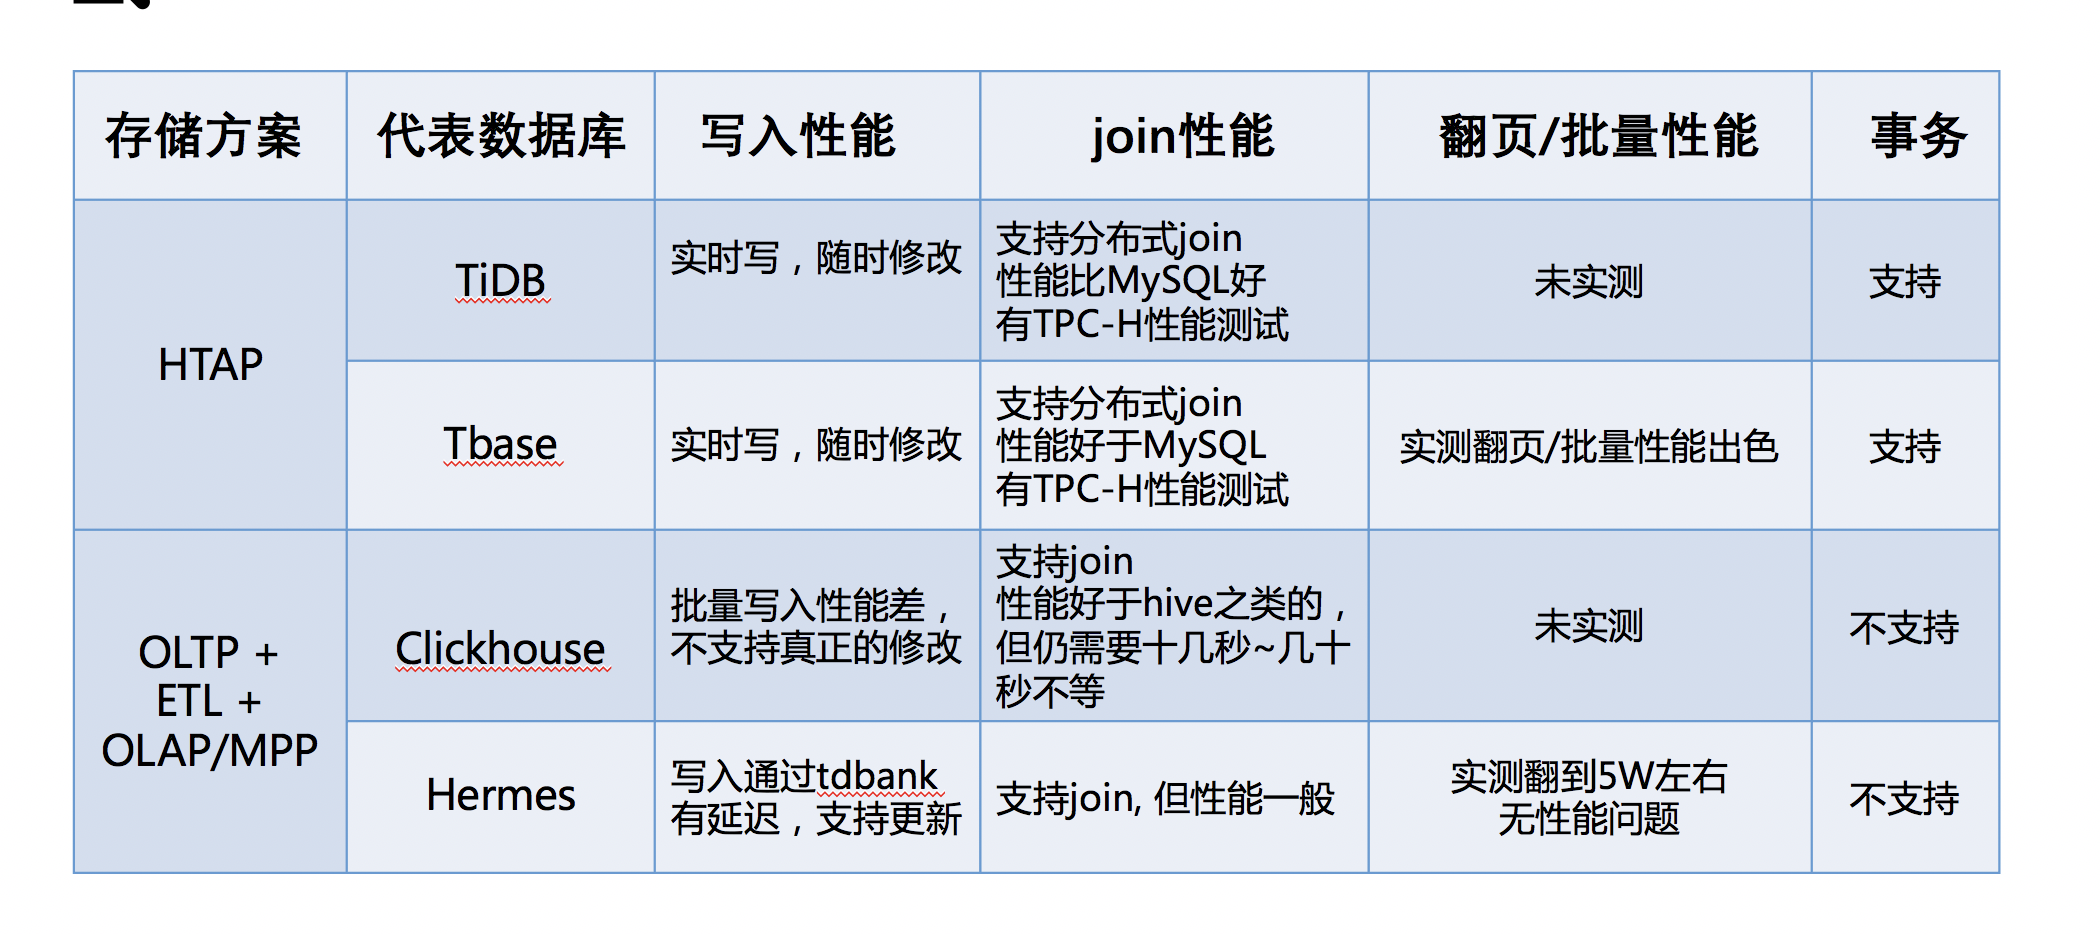 存储方案
代表数据库
写入性能
join性能
翻页/批量性能
事务
HTAP
TiDB
实时写，随时修改
支持分布式join
性能比MySQL好
有TPC-H性能测试
未实测
支持
Tbase
实时写，随时修改
支持分布式join
性能好于MySQL
有TPC-H性能测试
实测翻页/批量性能出色
支持
OLTP +
ETL +
OLAP/MPP
Clickhouse
批量写入性能差，
不支持真正的修改
支持join
性能好于hive之类的，
但仍需要十几秒~几十
秒不等
未实测
不支持
Hermes
写入通过tdbank
有延迟，支持更新
支持join, 但性能一般
实测翻到5W左右
无性能问题
不支持